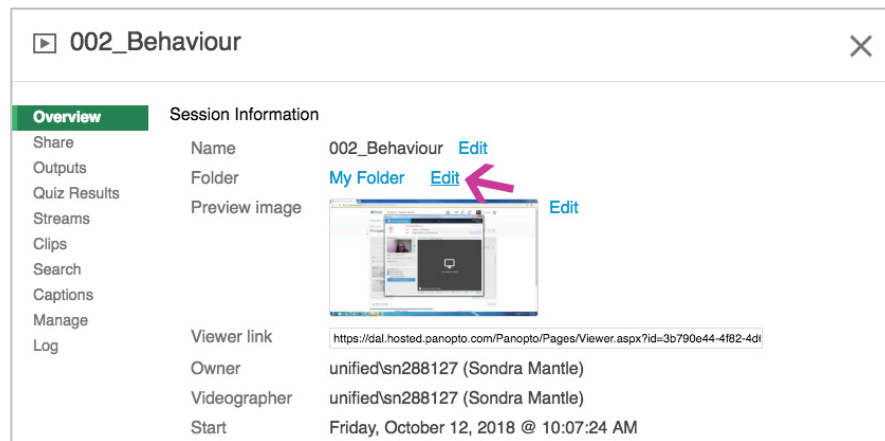 002_Behaviour
Overview
Share
Outputs
Quiz Results
Streams
Clips
Search
Captions
Manage
Log
Session Information
Name 002_Behaviour Edit
Folder My Folder Edit
Preview image Edit
Viewer link https://dal.hosted.panopto.com/Panopto/Pages/Viewer.aspx?id=3b790e44-4f82-4d
Owner unified\sn288127 (Sondra Mantle)
Videographer unified\sn288127 (Sondra Mantle)
Start Friday, October 12, 2018 @ 10:07:24 AM